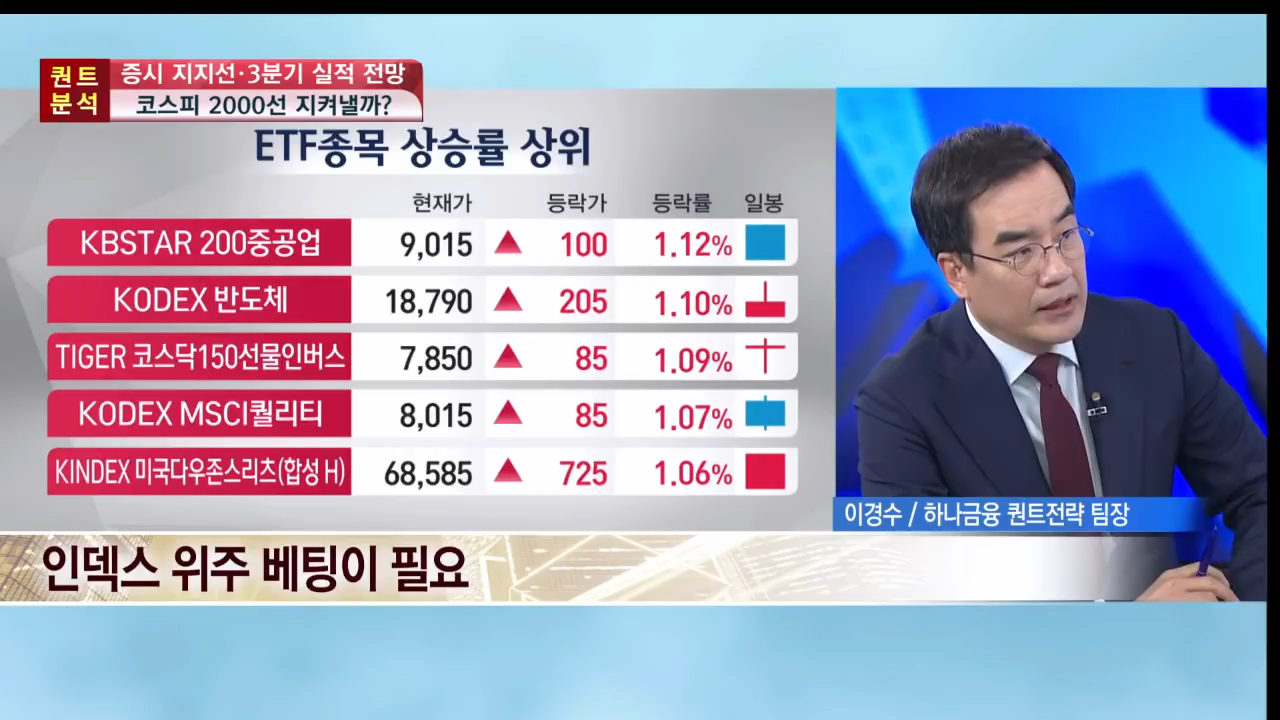 퀀트 분석
증시 지지선·3분기 실적 전망
코스피 2000선 지켜낼까?
ETF종목 상승률 상위
현재가 등락가 등락률 일봉
KBSTAR 200중공업 9,015 ▲ 100 1.12%
KODEX 반도체 18,790 ▲ 205 1.10%
TIGER 코스닥150선물인버스 7,850 ▲ 85 1.09%
KODEX MSCI퀄리티 8,015 ▲ 85 1.07%
KINDEX 미국다우존스리츠(합성 H) 68,585 ▲ 725 1.06%
이경수 / 하나금융 퀀트전략 팀장
인덱스 위주 베팅이 필요